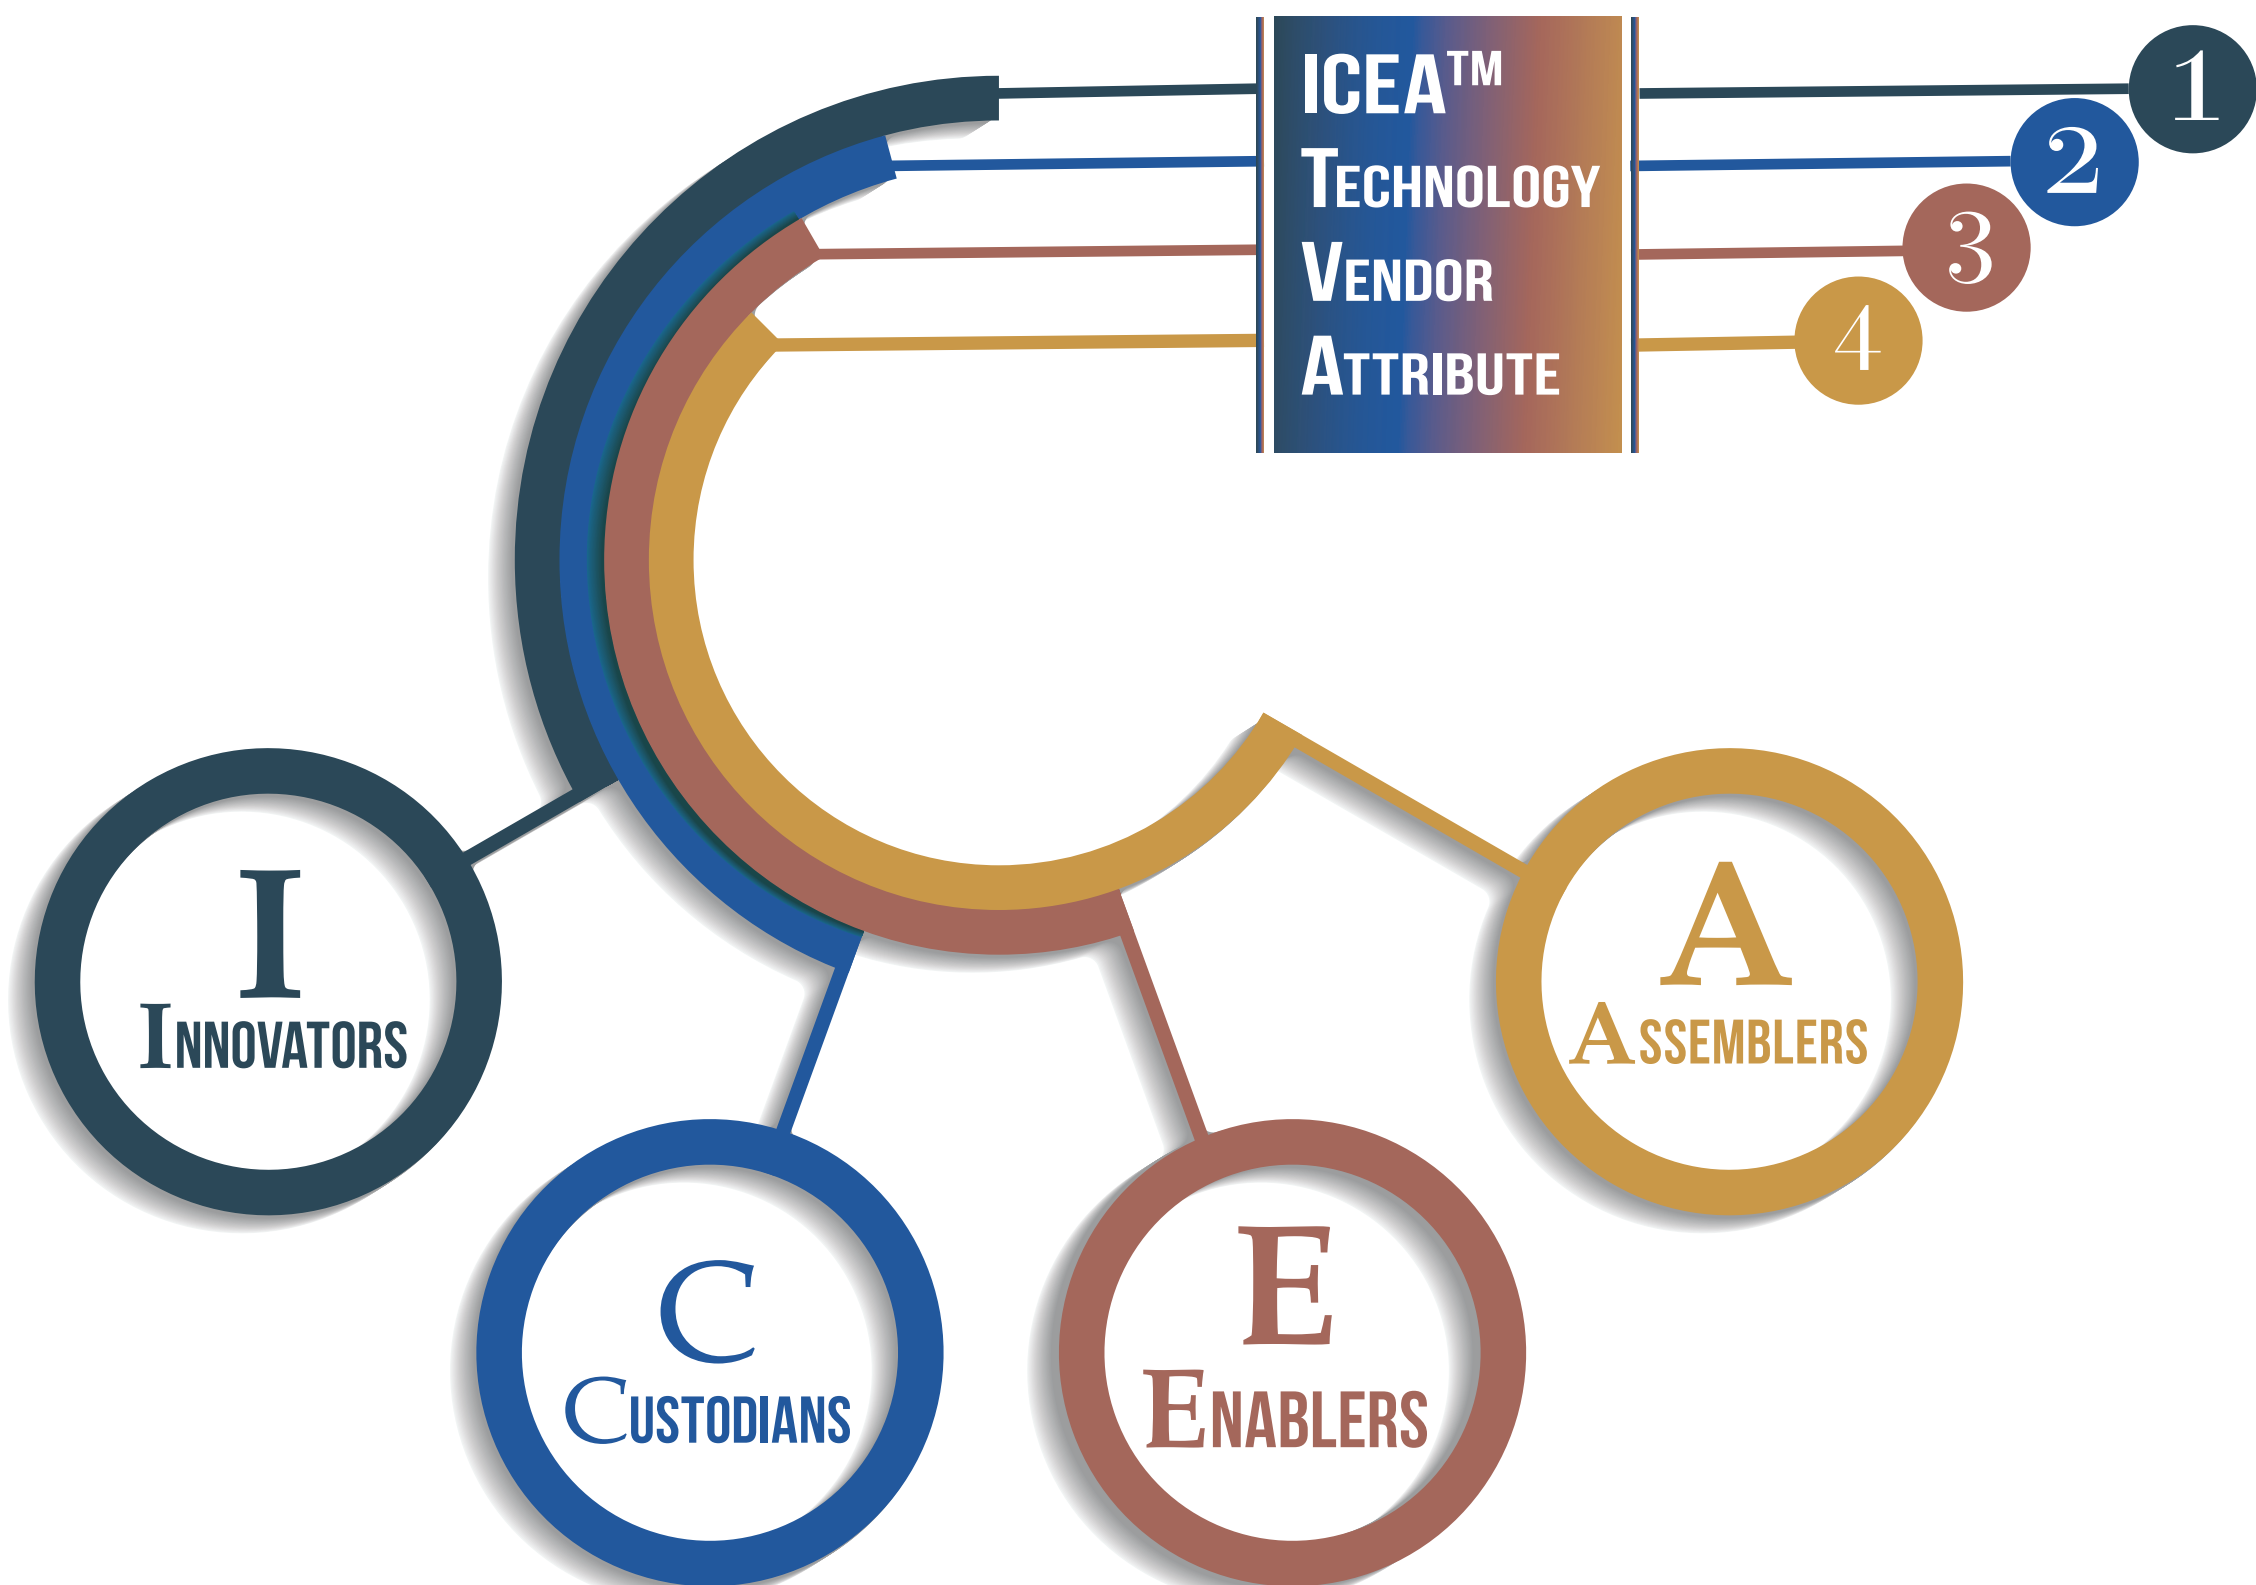 ICEA™
TECHNOLOGY
VENDOR
ATTRIBUTE
1
2
3
4
I
INNOVATORS
A
ASSEMBLERS
C
CUSTODIANS
E
ENABLERS